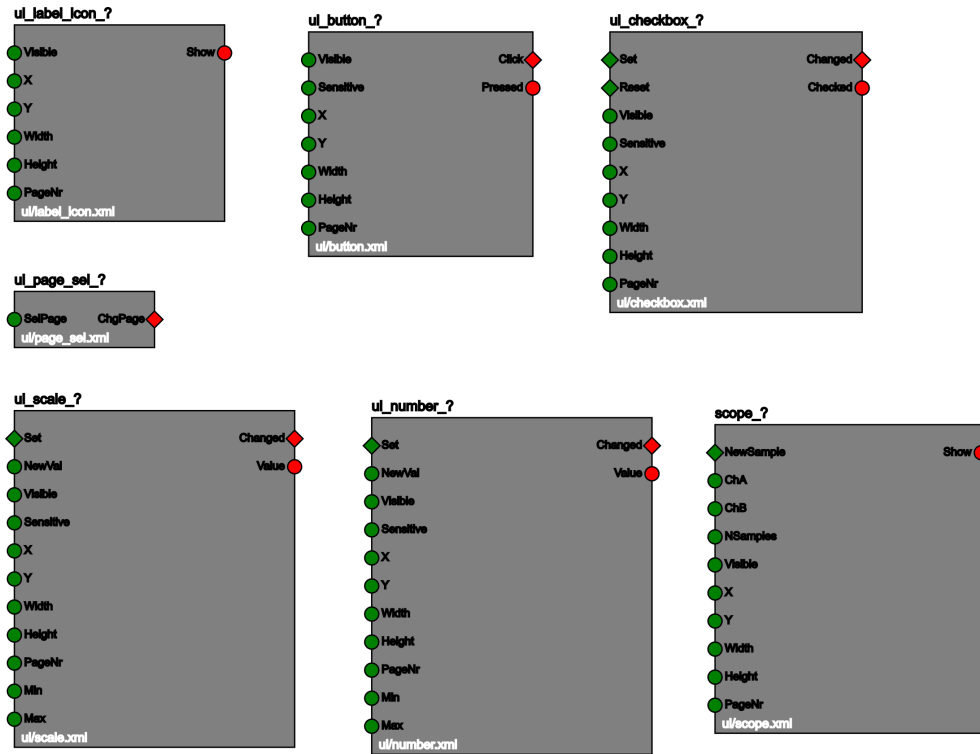 ui_label_icon_?
Visible Show
X
Y
Width
Height
PageNr
ui/label_icon.xml
ui_button_?
Visible Click
Sensitive Pressed
X
Y
Width
Height
PageNr
ui/button.xml
ui_checkbox_?
Set Changed
Reset Checked
Visible
Sensitive
X
Y
Width
Height
PageNr
ui/checkbox.xml
ui_page_sel_?
SelPage ChgPage
ui/page_sel.xml
ui_scale_?
Set Changed
NewVal Value
Visible
Sensitive
X
Y
Width
Height
PageNr
Min
Max
ui/scale.xml
ui_number_?
Set Changed
NewVal Value
Visible
Sensitive
X
Y
Width
Height
PageNr
Min
Max
ui/number.xml
scope_?
NewSample Show
ChA
ChB
NSamples
Visible
X
Y
Width
Height
PageNr
ui/scope.xml